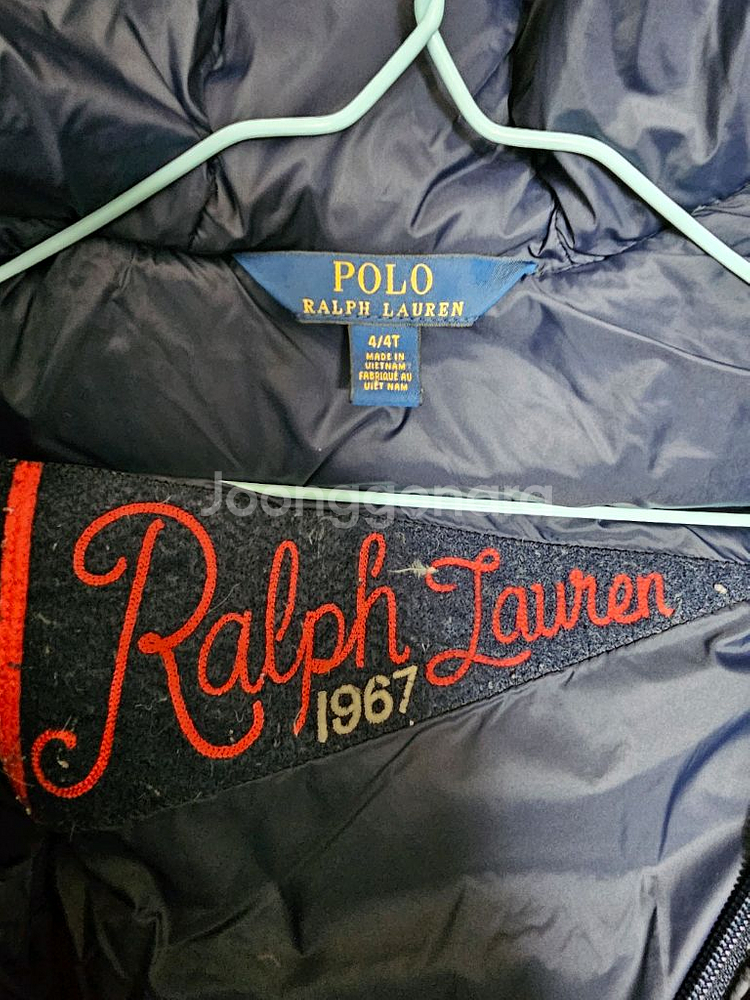 POLO
RALPH LAUREN
4/4T
MADE IN
VIETNAM
FABRIQUÉ AU
VIÊT NAM
Joonggonara
Ralph Lauren
1967